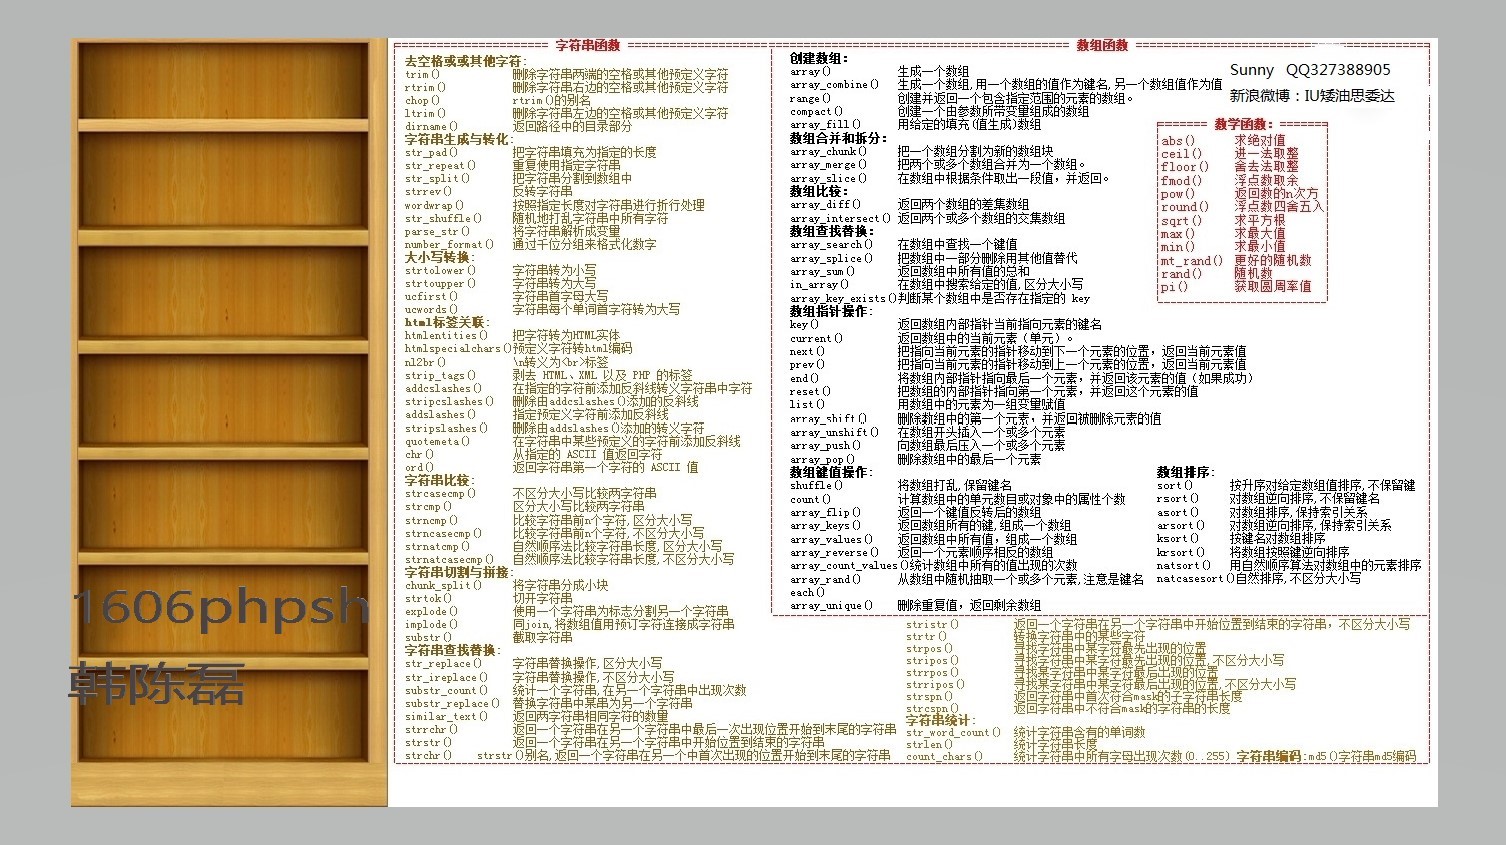 字符串函数
去空格或或其他字符:
trim() 删除字符串两端的空格或其他预定义字符
rtrim() 删除字符串右边的空格或其他预定义字符
chop() rtrim()的别名
ltrim() 删除字符串左边的空格或其他预定义字符
dirname() 返回路径中的目录部分
字符串生成与转化:
str_pad() 把字符串填充为指定的长度
str_repeat() 重复使用指定字符串
str_split() 把字符串分割到数组中
strrev() 反转字符串
wordwrap() 按照指定长度对字符串进行折行处理
str_shuffle() 随机地打乱字符串中所有字符
parse_str() 将字符串解析成变量
number_format() 通过千位分组来格式化数字
大小写转换:
strtolower() 字符串转为小写
strtoupper() 字符串转为大写
ucfirst() 字符串首字母大写
ucwords() 字符串每个单词首字符转为大写
html标签关联:
htmlentities() 把字符转为HTML实体
htmlspecialchars()预定义字符转html编码
nl2br() \n转义为<br>标签
strip_tags() 剥去 HTML、XML 以及 PHP 的标签
addcslashes() 在指定的字符前添加反斜线转义字符串中字符
stripcslashes() 删除由addcslashes()添加的反斜线
addslashes() 指定预定义字符前添加反斜线
stripslashes() 删除由addslashes()添加的转义字符
quotemeta() 在字符串中某些预定义的字符前添加反斜线
chr() 从指定的 ASCII 值返回字符
ord() 返回字符串第一个字符的 ASCII 值
字符串比较:
strcasecmp() 不区分大小写比较两字符串
strcmp() 区分大小写比较两字符串
strncmp() 比较字符串前n个字符,区分大小写
strncasecmp() 比较字符串前n个字符,不区分大小写
strnatcmp() 自然顺序法比较字符串长度,区分大小写
strnatcasecmp() 自然顺序法比较字符串长度,不区分大小写
字符串切割与拼接:
chunk_split() 将字符串分成小块
strtok() 切开字符串
explode() 使用一个字符串为标志分割另一个字符串
implode() 同join,将数组值用预订字符连接成字符串
substr() 截取字符串
字符串查找替换:
str_replace() 字符串替换操作,区分大小写
str_ireplace() 字符串替换操作,不区分大小写
substr_count() 统计一个字符串,在另一个字符串中出现次数
substr_replace() 替换字符串中某串为另一个字符串
similar_text() 返回两字符串相同字符的数量
strrchr() 返回一个字符串在另一个字符串中最后一次出现位置开始到末尾的字符串
strstr() 返回一个字符串在另一个字符串中开始位置到结束的字符串
strchr() strstr()别名,返回一个字符串在另一个中首次出现的位置开始到末尾的字符串
stristr() 返回一个字符串在另一个字符串中开始位置到结束的字符串，不区分大小写
strtr() 转换字符串中的某些字符
strpos() 寻找字符串中某字符最先出现的位置
stripos() 寻找字符串中某字符最先出现的位置,不区分大小写
strrpos() 寻找某字符串中某字符最后出现的位置
strripos() 寻找某字符串中某字符最后出现的位置,不区分大小写
strspn() 返回字符串中首次符合mask的子字符串长度
strcspn() 返回字符串中不符合mask的字符串的长度
字符串统计:
str_word_count() 统计字符串含有的单词数
strlen() 统计字符串长度
count_chars() 统计字符串中所有字母出现次数(0..255) 字符串编码:md5()字符串md5编码
数组函数
创建数组:
array() 生成一个数组
array_combine() 生成一个数组,用一个数组的值作为键名,另一个数组值作为值
range() 创建并返回一个包含指定范围的元素的数组。
compact() 创建一个由参数所带变量组成的数组
array_fill() 用给定的填充(值生成)数组
数组合并和拆分:
array_chunk() 把一个数组分割为新的数组块
array_merge() 把两个或多个数组合并为一个数组。
array_slice() 在数组中根据条件取出一段值，并返回。
数组比较:
array_diff() 返回两个数组的差集数组
array_intersect() 返回两个或多个数组的交集数组
数组查找替换:
array_search() 在数组中查找一个键值
array_splice() 把数组中一部分删除用其他值替代
array_sum() 返回数组中所有值的总和
in_array() 在数组中搜索给定的值,区分大小写
array_key_exists()判断某个数组中是否存在指定的 key
数组指针操作:
key() 返回数组内部指针当前指向元素的键名
current() 返回数组中的当前元素（单元）。
next() 把指向当前元素的指针移动到下一个元素的位置，返回当前元素值
prev() 把指向当前元素的指针移动到上一个元素的位置，返回当前元素值
end() 将数组内部指针指向最后一个元素，并返回该元素的值（如果成功）
reset() 把数组的内部指针指向第一个元素，并返回这个元素的值
list() 用数组中的元素为一组变量赋值
array_shift() 删除数组中的第一个元素，并返回被删除元素的值
array_unshift() 在数组开头插入一个或多个元素
array_push() 向数组最后压入一个或多个元素
array_pop() 删除数组中的最后一个元素
数组键值操作:
shuffle() 将数组打乱,保留键名
count() 计算数组中的单元数目或对象中的属性个数
array_flip() 返回一个键值反转后的数组
array_keys() 返回数组所有的键,组成一个数组
array_values() 返回数组中所有值，组成一个数组
array_reverse() 返回一个元素顺序相反的数组
array_count_values()统计数组中所有的值出现的次数
array_rand() 从数组中随机抽取一个或多个元素,注意是键名
each()
array_unique() 删除重复值，返回剩余数组
数组排序:
sort() 按升序对给定数组值排序,不保留键
rsort() 对数组逆向排序,不保留键名
asort() 对数组排序,保持索引关系
arsort() 对数组逆向排序,保持索引关系
ksort() 按键名对数组排序
krsort() 将数组按照键逆向排序
natsort() 用自然顺序算法对数组中的元素排序
natcasesort()自然排序,不区分大小写
Sunny QQ327388905
新浪微博：IU矮油思委达
数学函数:
abs() 求绝对值
ceil() 进一法取整
floor() 舍去法取整
fmod() 浮点数取余
pow() 返回数的n次方
round() 浮点数四舍五入
sqrt() 求平方根
max() 求最大值
min() 求最小值
mt_rand() 更好的随机数
rand() 随机数
pi() 获取圆周率值
1606phpsh
韩陈磊